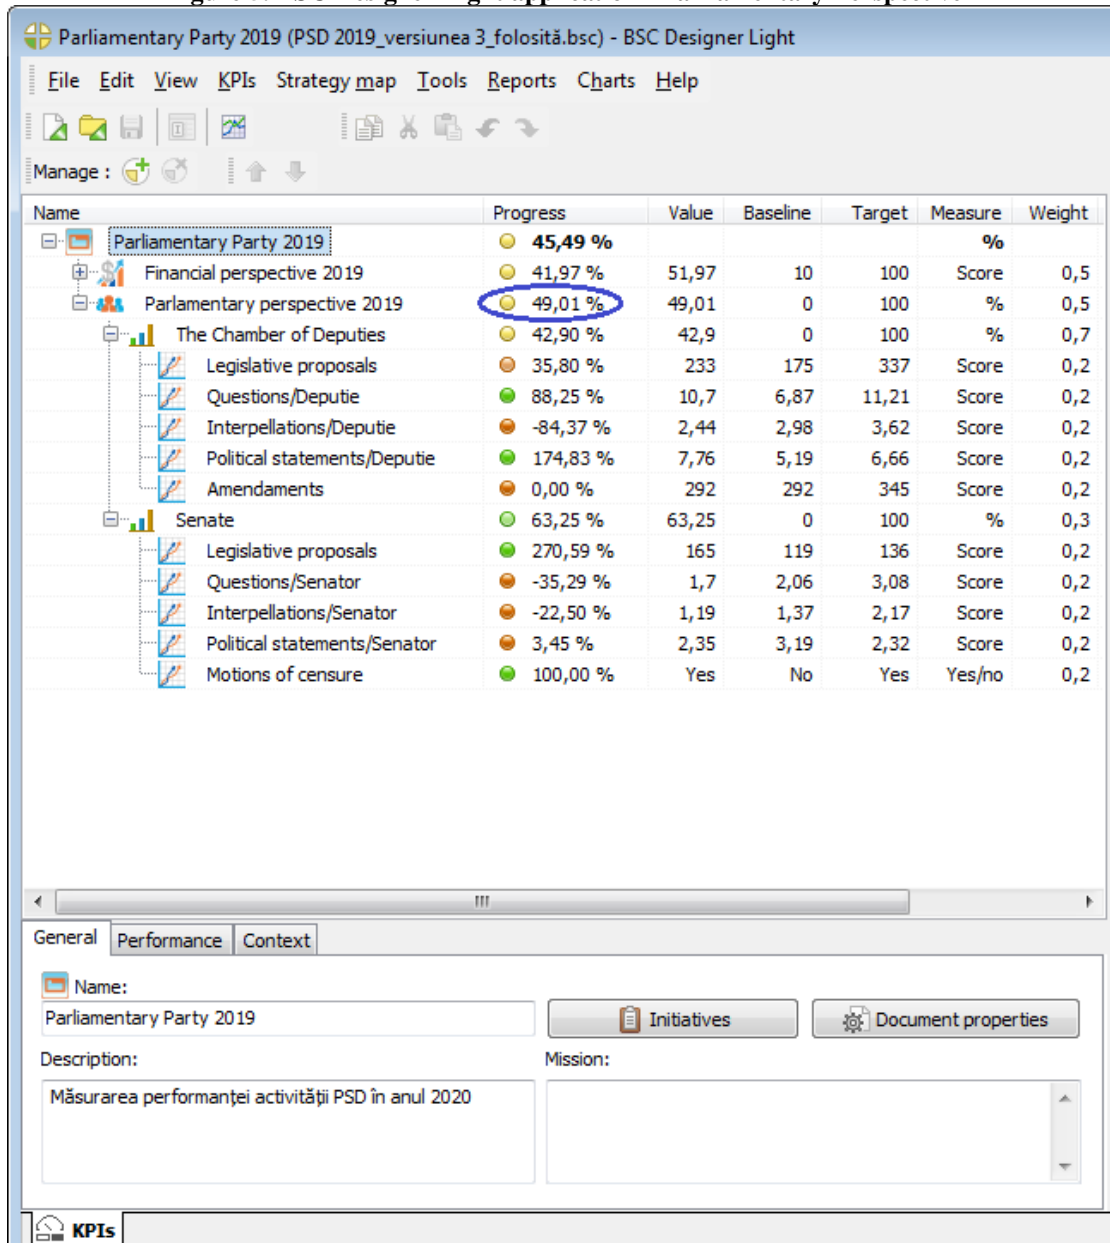 Parliamentary Party 2019 (PSD 2019_versiunea 3_folosită.bsc) - BSC Designer Light
File Edit View KPIs Strategy map Tools Reports Charts Help
Manage :
Name Progress Value Baseline Target Measure Weight
Parliamentary Party 2019 45,49 % %
Financial perspective 2019 41,97 % 51,97 10 100 Score 0,5
Parlamentary perspective 2019 49,01 % 49,01 0 100 % 0,5
The Chamber of Deputies 42,90 % 42,9 0 100 % 0,7
Legislative proposals 35,80 % 233 175 337 Score 0,2
Questions/Deputie 88,25 % 10,7 6,87 11,21 Score 0,2
Interpellations/Deputie -84,37 % 2,44 2,98 3,62 Score 0,2
Political statements/Deputie 174,83 % 7,76 5,19 6,66 Score 0,2
Amendaments 0,00 % 292 292 345 Score 0,2
Senate 63,25 % 63,25 0 100 % 0,3
Legislative proposals 270,59 % 165 119 136 Score 0,2
Questions/Senator -35,29 % 1,7 2,06 3,08 Score 0,2
Interpellations/Senator -22,50 % 1,19 1,37 2,17 Score 0,2
Political statements/Senator 3,45 % 2,35 3,19 2,32 Score 0,2
Motions of censure 100,00 % Yes No Yes Yes/no 0,2
General Performance Context
Name:
Parliamentary Party 2019 Initiatives Document properties
Description: Mission:
Măsurarea performanței activității PSD în anul 2020
KPIs